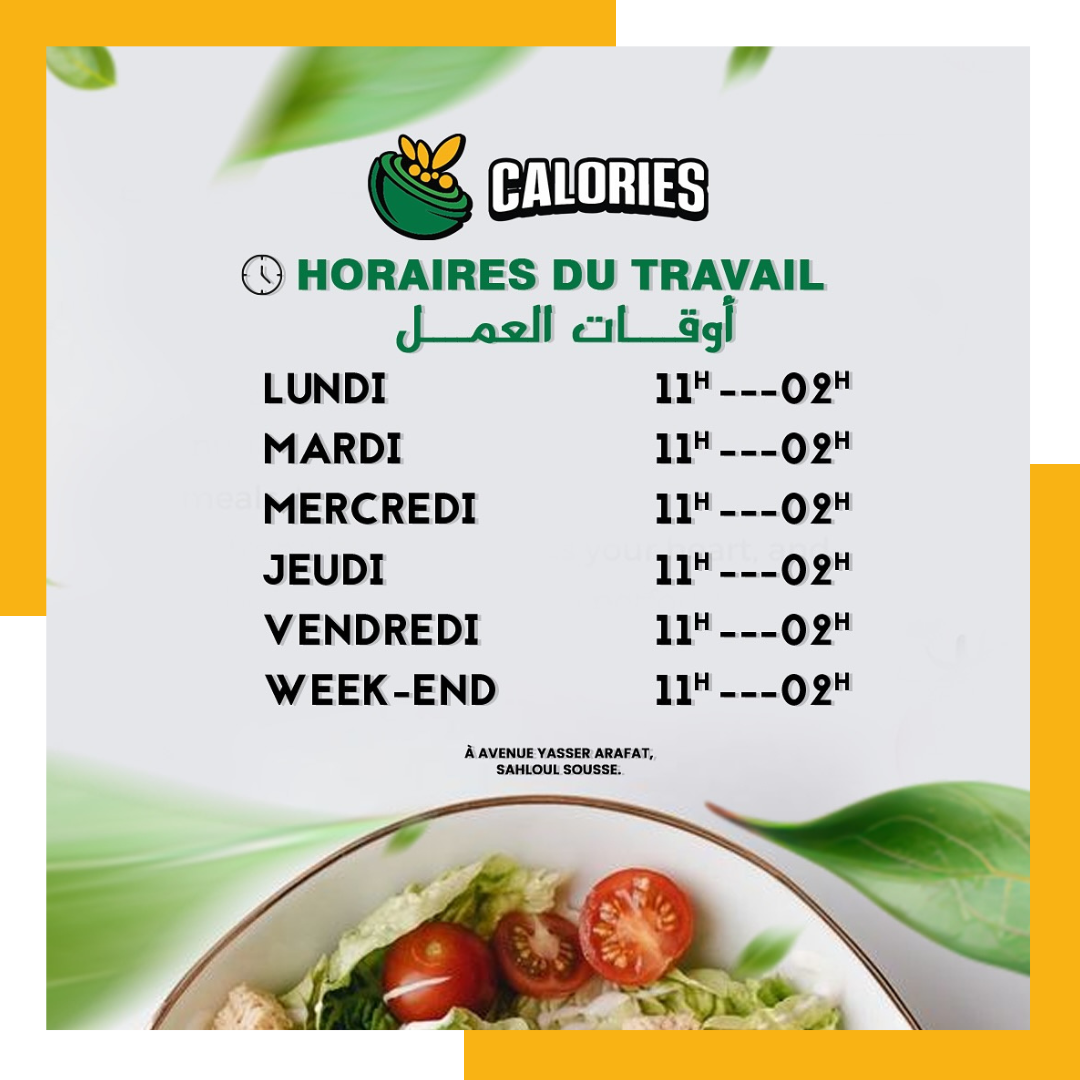 CALORIES
HORAIRES DU TRAVAIL
أوقـــات العمـــل
LUNDI 11H---02H
MARDI 11H---02H
MERCREDI 11H---02H
JEUDI 11H---02H
VENDREDI 11H---02H
WEEK-END 11H---02H
À AVENUE YASSER ARAFAT,
SAHLOUL SOUSSE.